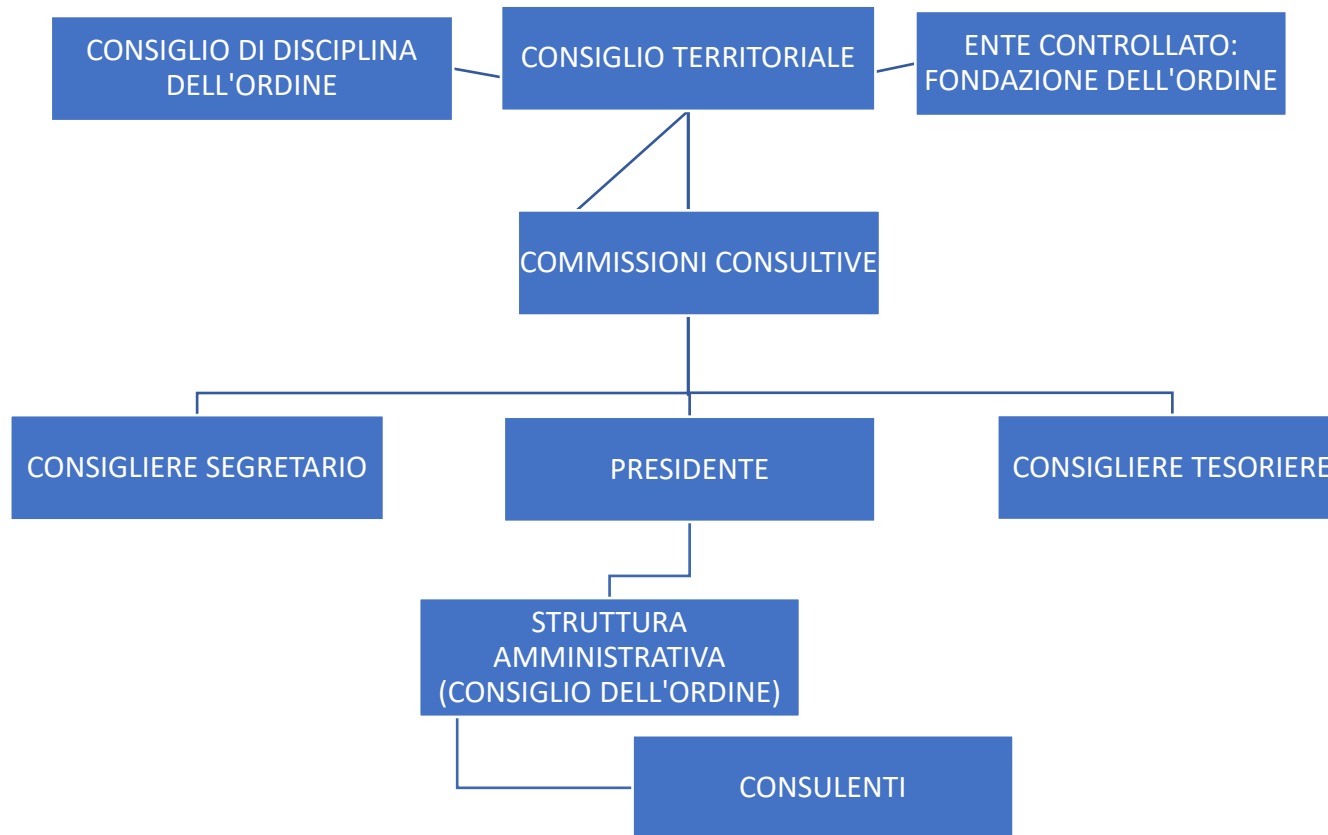 CONSIGLIO DI DISCIPLINA
DELL'ORDINE
CONSIGLIO TERRITORIALE
ENTE CONTROLLATO:
FONDAZIONE DELL'ORDINE
COMMISSIONI CONSULTIVE
CONSIGLIERE SEGRETARIO
PRESIDENTE
CONSIGLIERE TESORIERE
STRUTTURA
AMMINISTRATIVA
(CONSIGLIO DELL'ORDINE)
CONSULENTI